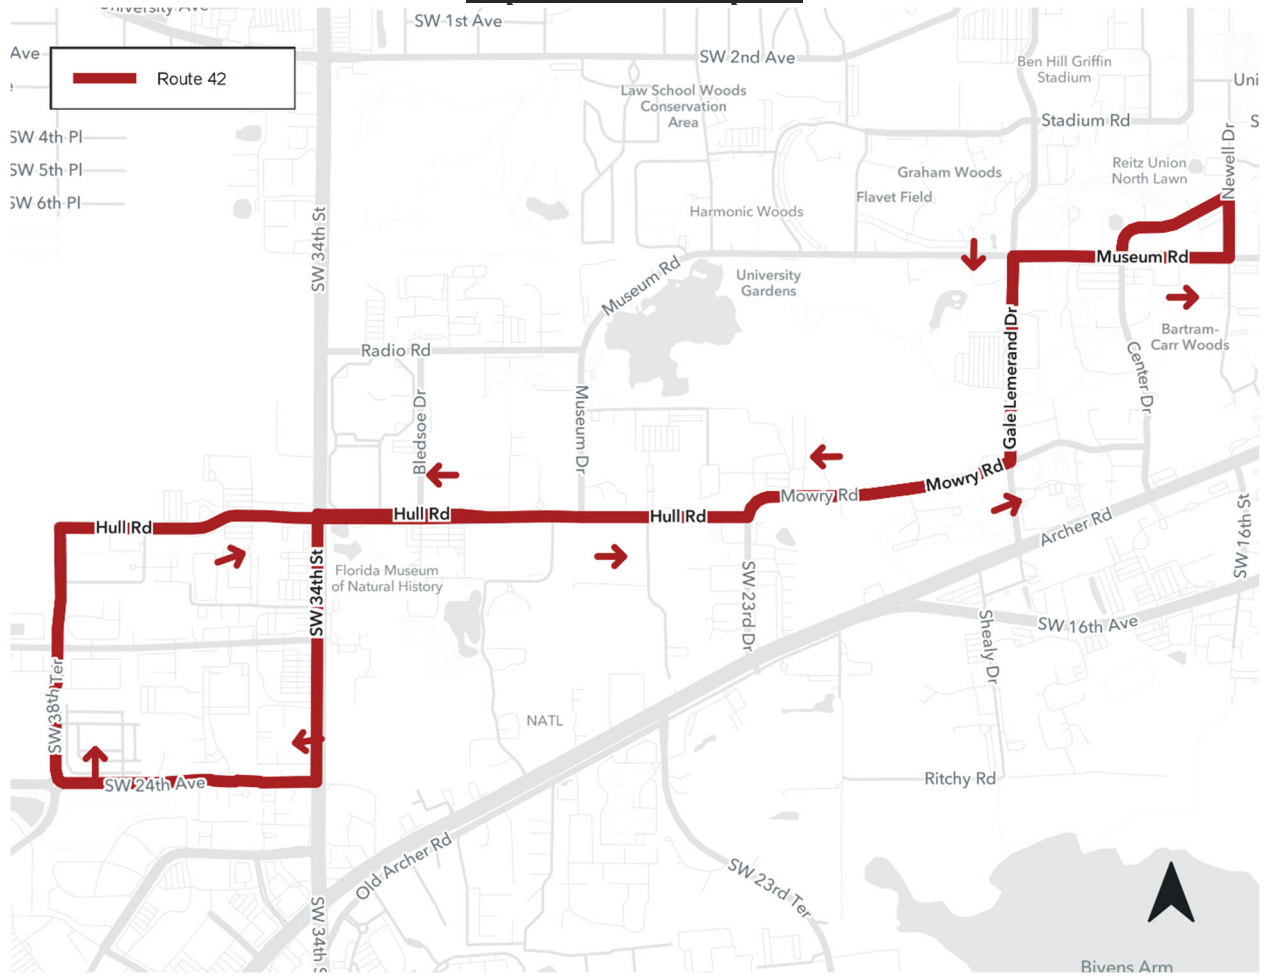 University Ave
SW 1st Ave
Ave
SW 2nd Ave
Ben Hill Griffin
Stadium
Route 42
Uni
Law School Woods
Conservation
Area
Stadium Rd
S
SW 4th Pl
SW 5th Pl
SW 6th Pl
Newell Dr
Reitz Union
North Lawn
Graham Woods
Flavet Field
Harmonic Woods
SW 34th St
Museum Rd
Museum Rd
University
Gardens
Bartram-
Carr Woods
Radio Rd
Gale Lemerand Dr
Center Dr
Bledsoe Dr
Museum Dr
Mowry Rd
Mowry Rd
Hull Rd
Hull Rd
Hull Rd
Archer Rd
SW 16th St
SW 34th St
Florida Museum
of Natural History
SW 23rd Dr
SW 16th Ave
Shealy Dr
SW 38th Ter
NATL
SW 24th Ave
Ritchy Rd
Old Archer Rd
SW 23rd Ter
SW 34th S
Bivens Arm